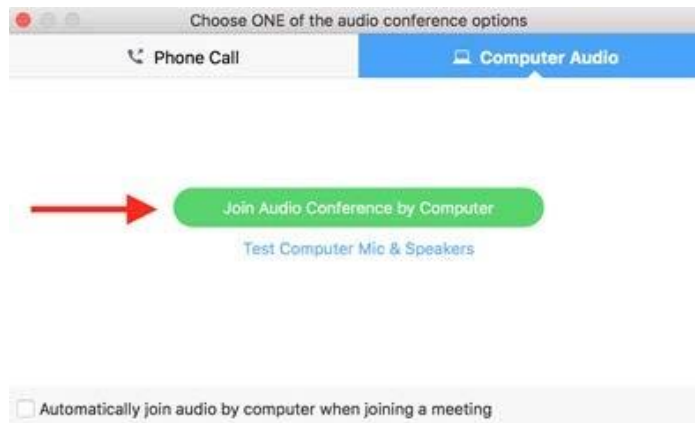 Choose ONE of the audio conference options
Phone Call
Computer Audio
Join Audio Conference by Computer
Test Computer Mic & Speakers
Automatically join audio by computer when joining a meeting